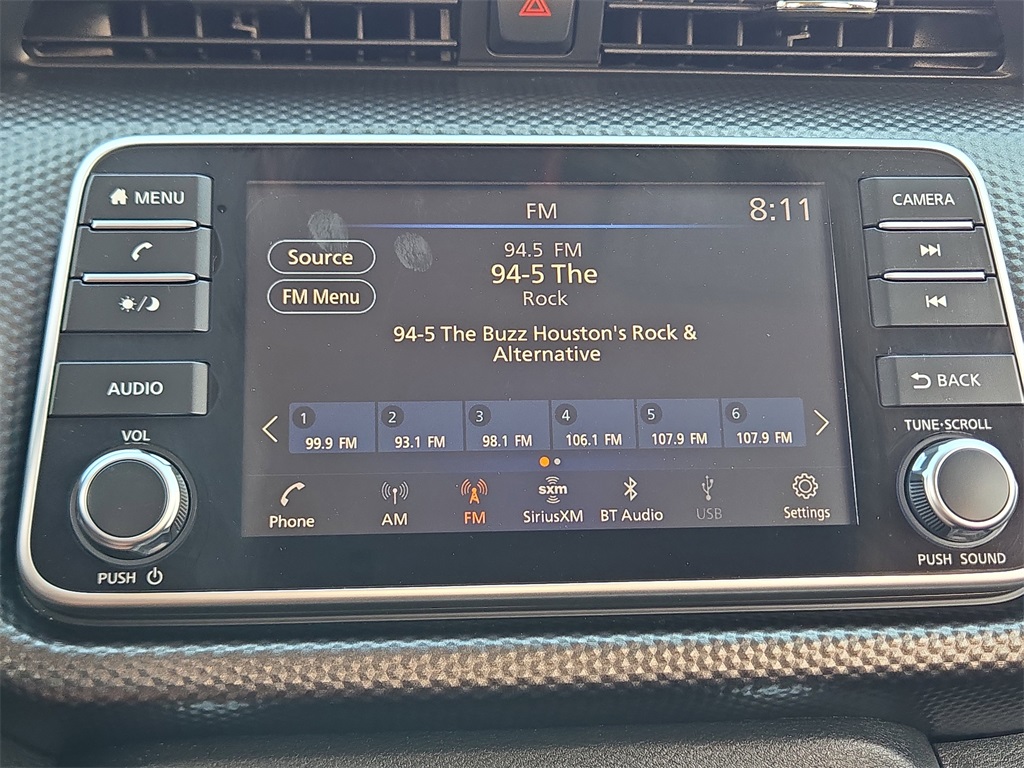 MENU
CAMERA
FM
8:11
94.5 FM
Source
94-5 The
FM Menu
Rock
94-5 The Buzz Houston's Rock &
Alternative
AUDIO
BACK
VOL
TUNE·SCROLL
1 2 3 4 5 6
99.9 FM 93.1 FM 98.1 FM 106.1 FM 107.9 FM 107.9 FM
sxm
Phone AM FM SiriusXM BT Audio USB Settings
PUSH
PUSH SOUND